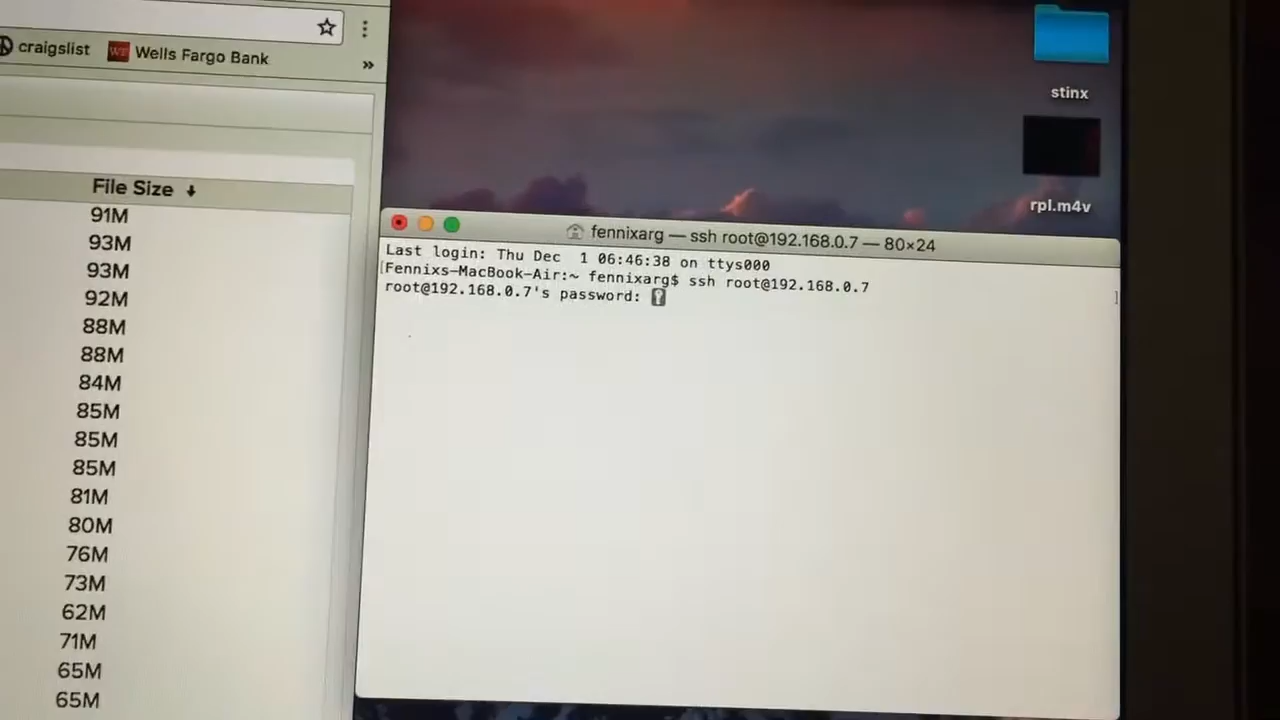 craigslist
WF Wells Fargo Bank
»
File Size ↓
91M
93M
93M
92M
88M
88M
84M
85M
85M
85M
81M
80M
76M
73M
62M
71M
65M
65M
stinx
rpl.m4v
fennixarg — ssh root@192.168.0.7 — 80×24
Last login: Thu Dec  1 06:46:38 on ttys000
[Fennixs-MacBook-Air:~ fennixarg$ ssh root@192.168.0.7 ]
root@192.168.0.7's password: